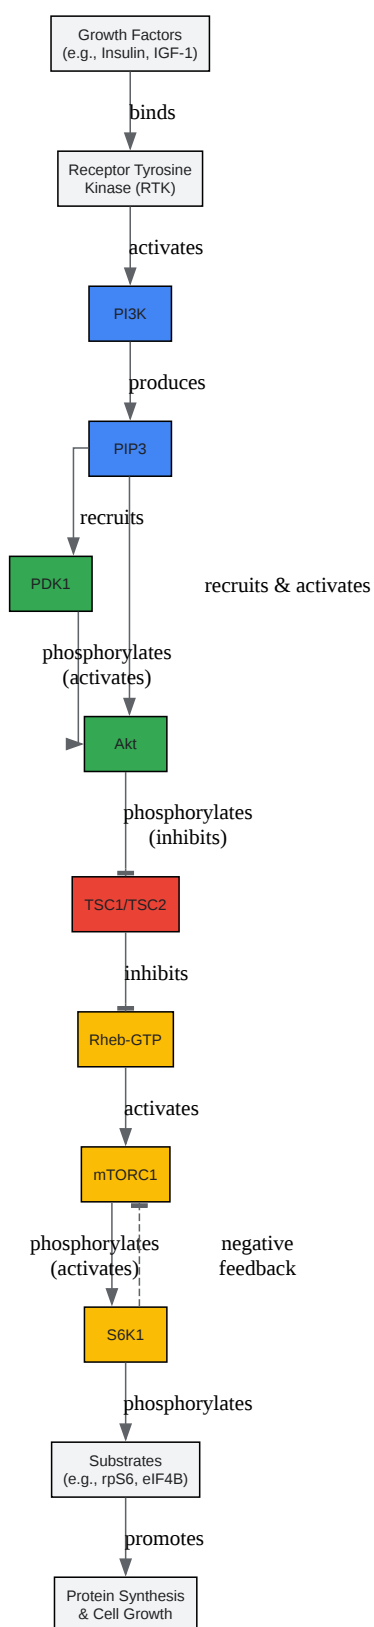 Growth Factors
(e.g., Insulin, IGF-1)
binds
Receptor Tyrosine
Kinase (RTK)
activates
PI3K
produces
PIP3
recruits
PDK1
recruits & activates
phosphorylates
(activates)
Akt
phosphorylates
(inhibits)
TSC1/TSC2
inhibits
Rheb-GTP
activates
mTORC1
phosphorylates
(activates)
negative
feedback
S6K1
phosphorylates
Substrates
(e.g., rpS6, eIF4B)
promotes
Protein Synthesis
& Cell Growth